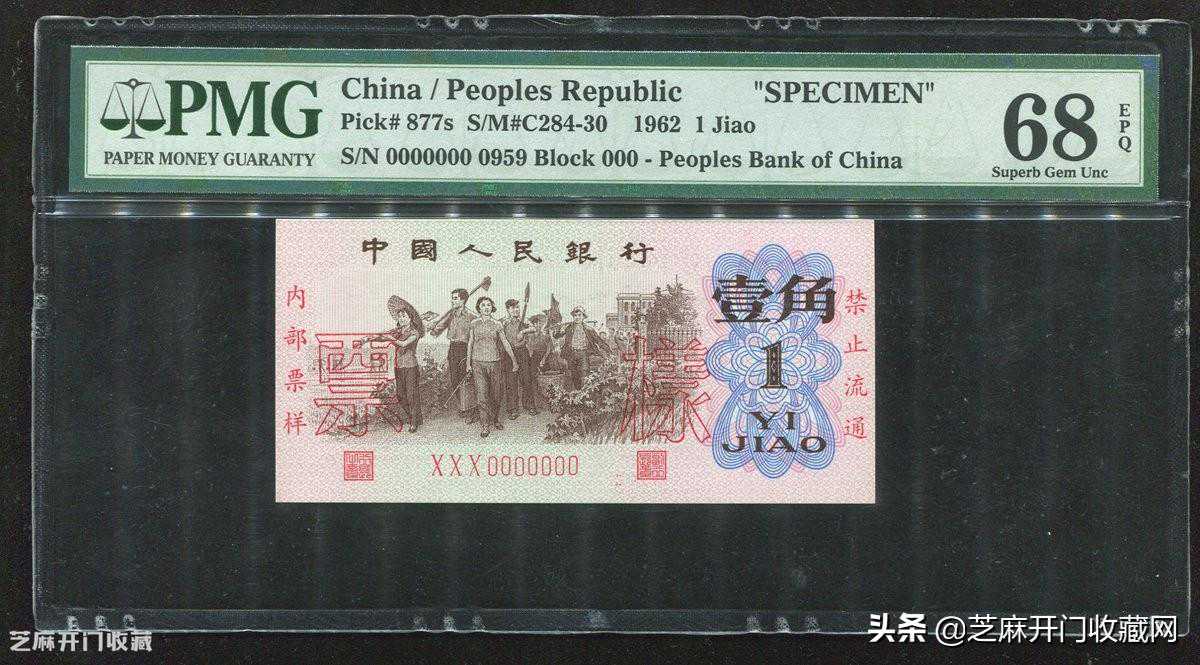 China / Peoples Republic "SPECIMEN"
PMG
Pick# 877s S/M#C284-30 1962 1 Jiao
68
EPQ
PAPER MONEY GUARANTY
S/N 0000000 0959 Block 000 - Peoples Bank of China
Superb Gem Unc
中國人民銀行
内部票样
票
樣
壹角
1
YI
JIAO
禁止流通
XXX0000000
芝麻开门收藏
头条 @芝麻开门收藏网